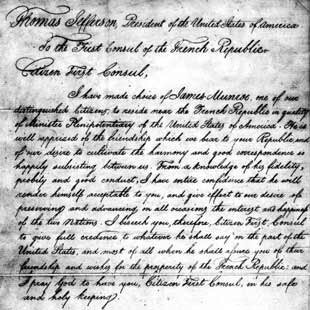 Thomas Jefferson, President of the United States of America
To the First Consul of the French Republic.
Citizen First Consul,
I have made choice of James Munroe, one of our
distinguished Citizens, to reside near the French Republic in quality
of Minister Plenipotentiary of the United States of America. He is
well apprised of the friendship which we bear to your Republic and
of our desire to cultivate the harmony and good correspondence so
happily subsisting between us. From a knowledge of his fidelity,
probity and good conduct, I have entire confidence that he will
render himself acceptable to you, and give effect to our desire of
preserving and advancing, on all occasions, the interest and happiness
of the two Nations. I beseech you, therefore, Citizen First Consul
to give full credence to whatever he shall say on the part of the
United States, and most of all when he shall assure you of their
friendship and wishes for the prosperity of the French Republic: and
I pray God to have you, Citizen First Consul, in his safe
and holy keeping.